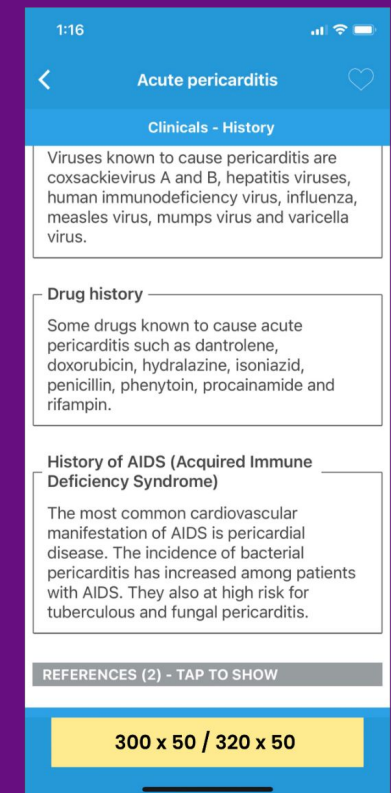 1:16
Acute pericarditis
Clinicals - History
Viruses known to cause pericarditis are
coxsackievirus A and B, hepatitis viruses,
human immunodeficiency virus, influenza,
measles virus, mumps virus and varicella
virus.
Drug history
Some drugs known to cause acute
pericarditis such as dantrolene,
doxorubicin, hydralazine, isoniazid,
penicillin, phenytoin, procainamide and
rifampin.
History of AIDS (Acquired Immune
Deficiency Syndrome)
The most common cardiovascular
manifestation of AIDS is pericardial
disease. The incidence of bacterial
pericarditis has increased among patients
with AIDS. They also at high risk for
tuberculous and fungal pericarditis.
REFERENCES (2) - TAP TO SHOW
300 x 50 / 320 x 50